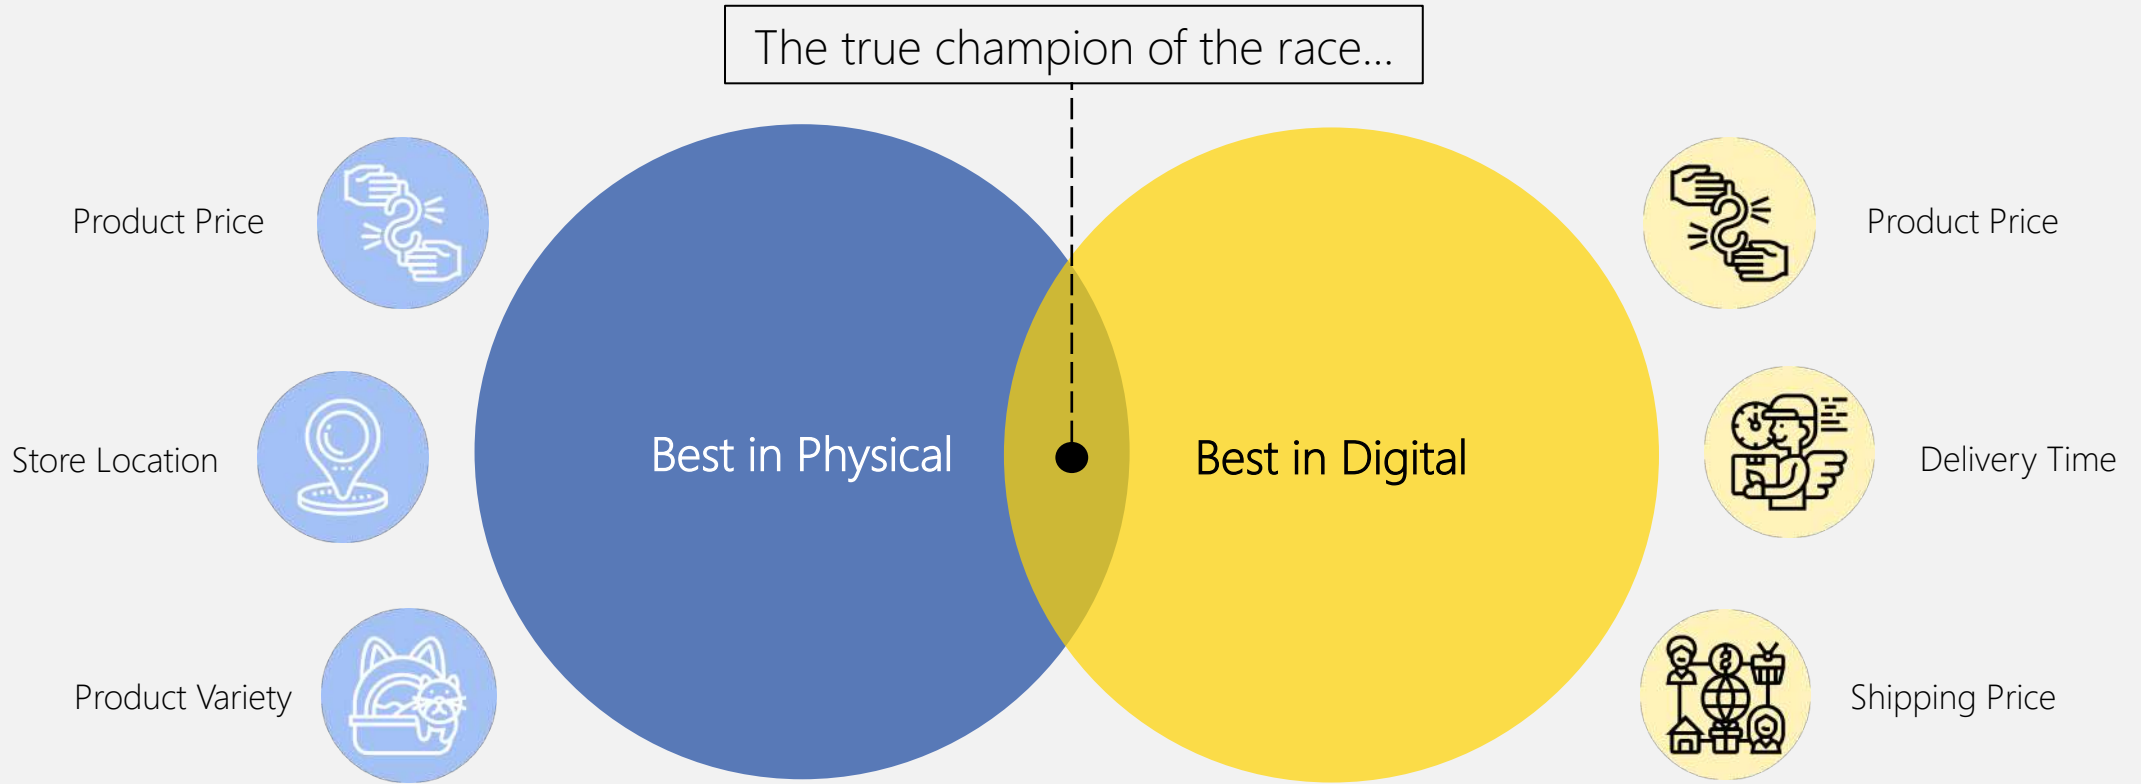 The true champion of the race...
Product Price
Store Location
Product Variety
Best in Physical
Best in Digital
Product Price
Delivery Time
Shipping Price